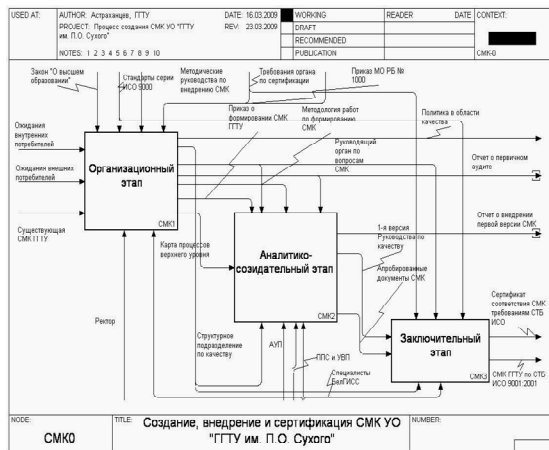 USED AT:
AUTHOR: Астраханцев, ГГТУ
DATE: 16.03.2009
WORKING
READER
DATE
CONTEXT:
PROJECT: Процесс создания СМК УО "ГГТУ
им. П.О. Сухого"
REV: 23.03.2009
DRAFT
RECOMMENDED
NOTES: 1 2 3 4 5 6 7 8 9 10
PUBLICATION
СМК-0
Закон "О высшем
образовании"
Стандарты серии
ИСО 9000
Методические
руководства по
внедрению СМК
Требования органа
по сертификации
Приказ МО РБ №
1000
Приказ о
формировании СМК
ГГТУ
Методология работ
по формированию
СМК
Политика в области
качества
Ожидания
внутренних
потребителей
Ожидания внешних
потребителей
Существующая
СМК ГГТУ
Организационный
этап
СМК1
Руководящий
орган по
вопросам
СМК
Отчет о первичном
аудите
Отчет о внедрении
первой версии СМК
Карта процессов
верхнего уровня
Аналитико-
созидательный этап
СМК2
1-я версия
Руководства по
качеству
Апробированные
документы СМК
Ректор
Структурное
подразделение
по качеству
АУП
ППС и УВП
Специалисты
БелГИСС
Заключительный
этап
СМК3
Сертификат
соответствия СМК
требованиям СТБ
ИСО
СМК ГГТУ по СТБ
ИСО 9001:2001
NODE:
СМК0
TITLE:
Создание, внедрение и сертификация СМК УО
"ГГТУ им. П.О. Сухого"
NUMBER: